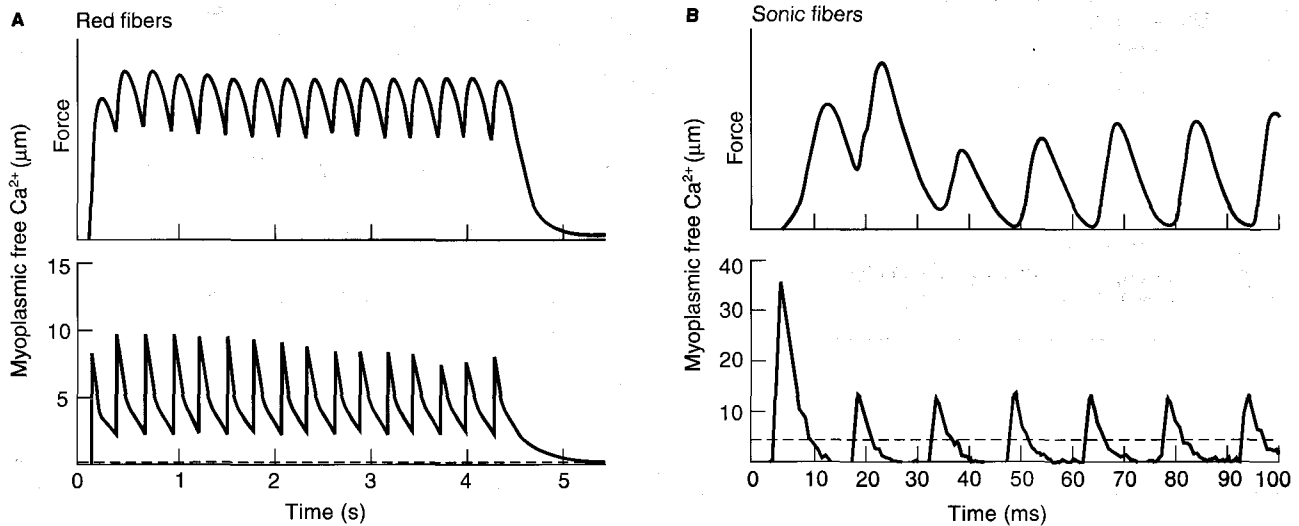 A Red fibers
Force
Myoplasmic free Ca²⁺ (μm)
15
10
5
0 1 2 3 4 5
Time (s)
B Sonic fibers
Force
Myoplasmic free Ca²⁺ (μm)
40
30
20
10
0 10 20 30 40 50 60 70 80 90 100
Time (ms)